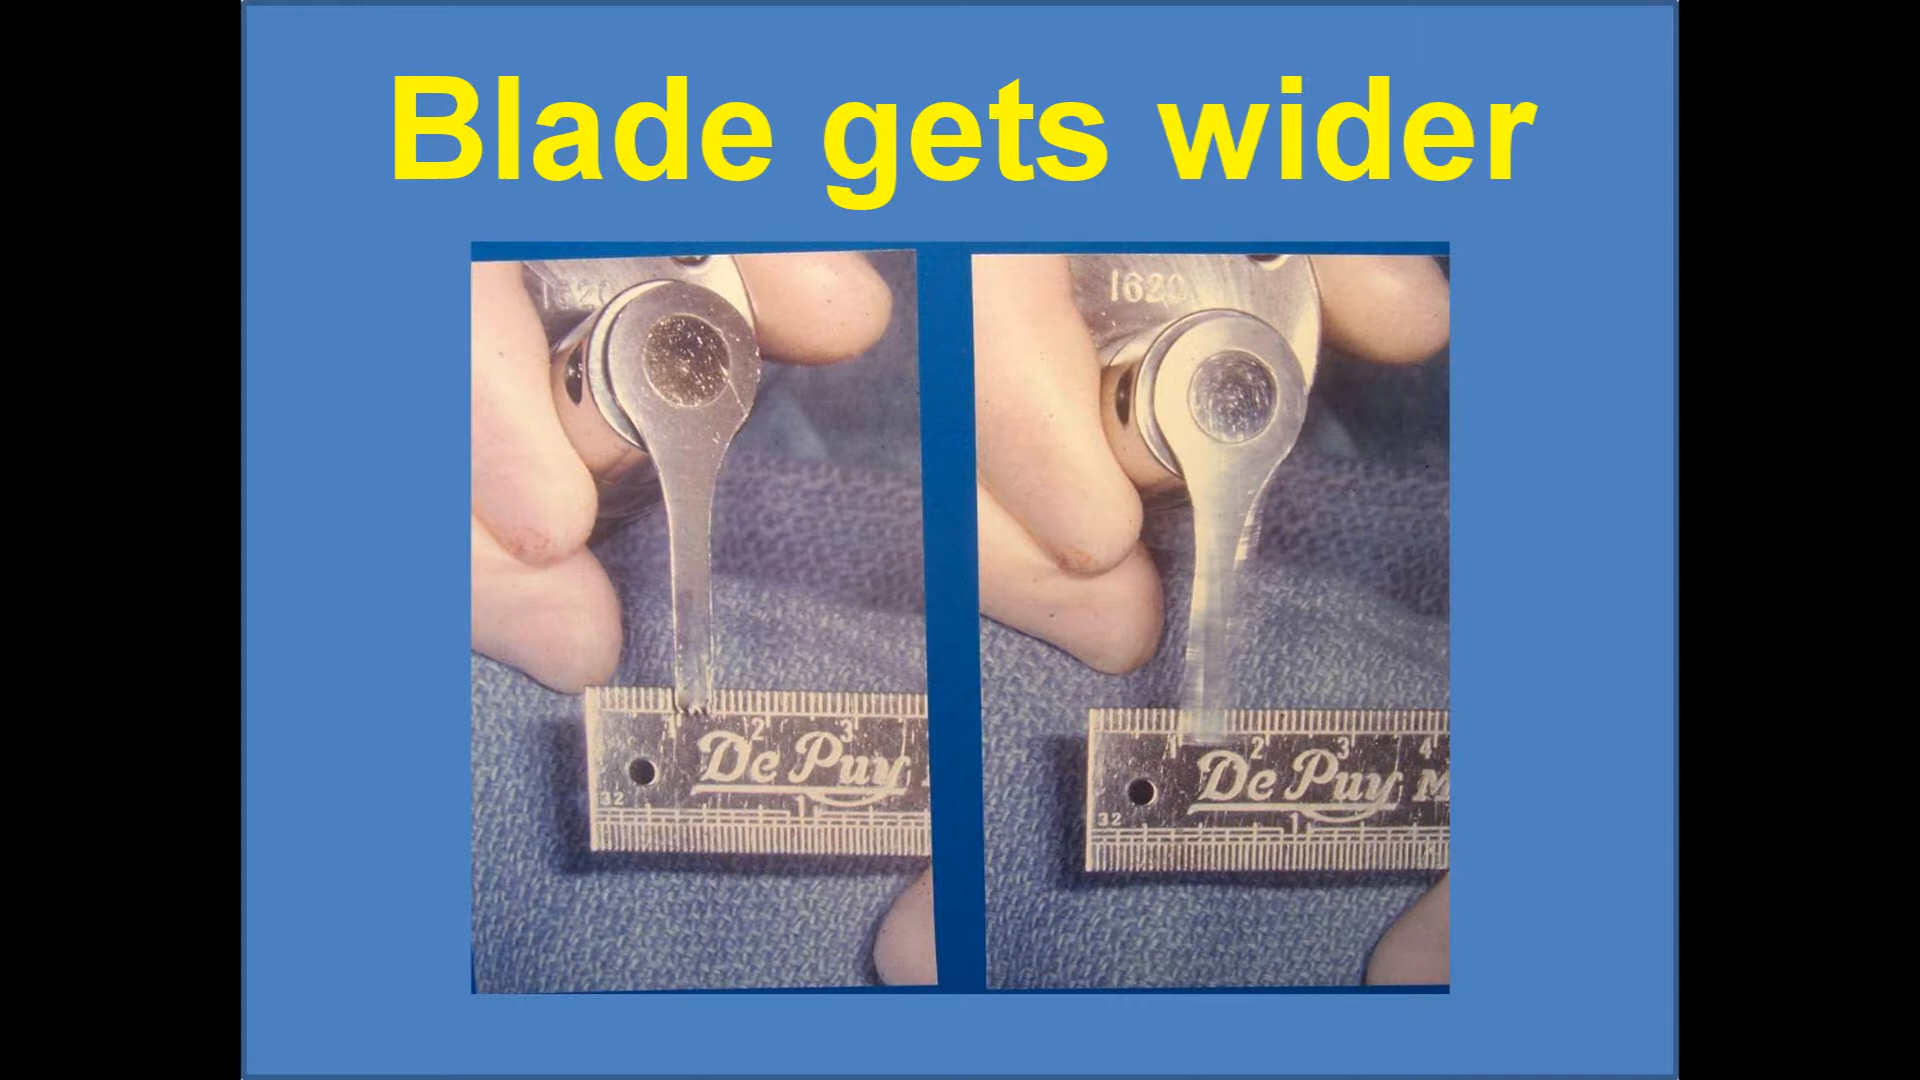 Blade gets wider
1620
1 2 3
De Puy
32
1
1620
1 2 3 4
De Puy M
32
1